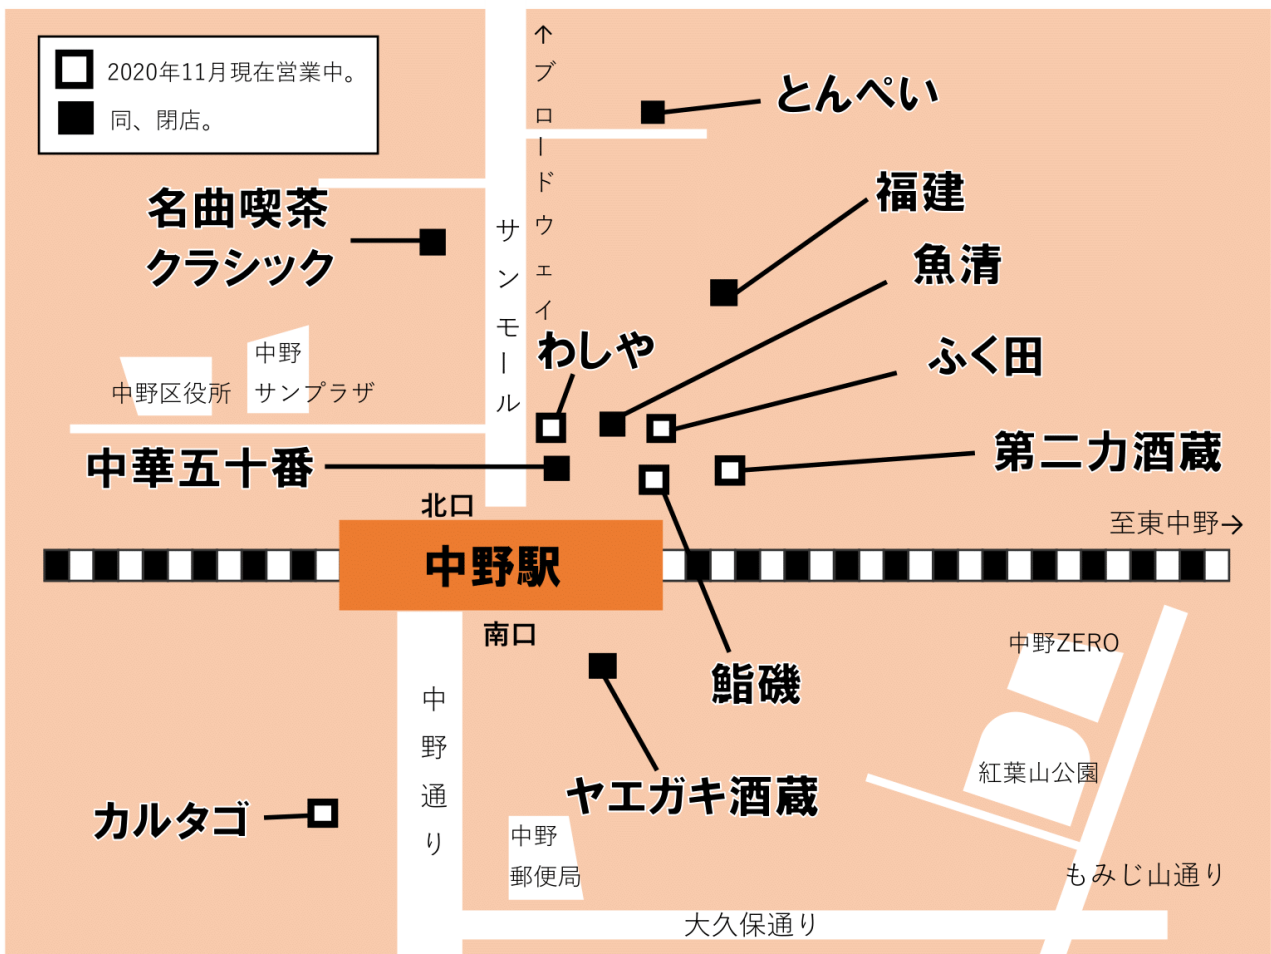 2020年11月現在営業中。
同、閉店。
↑ブロードウェイ
サンモール
とんぺい
福建
名曲喫茶
クラシック
魚清
わしや
ふく田
中野
サンプラザ
中野区役所
中華五十番
第二力酒蔵
北口
至東中野→
中野駅
南口
中野ZERO
鮨磯
中野通り
紅葉山公園
ヤエガキ酒蔵
カルタゴ
中野
郵便局
もみじ山通り
大久保通り